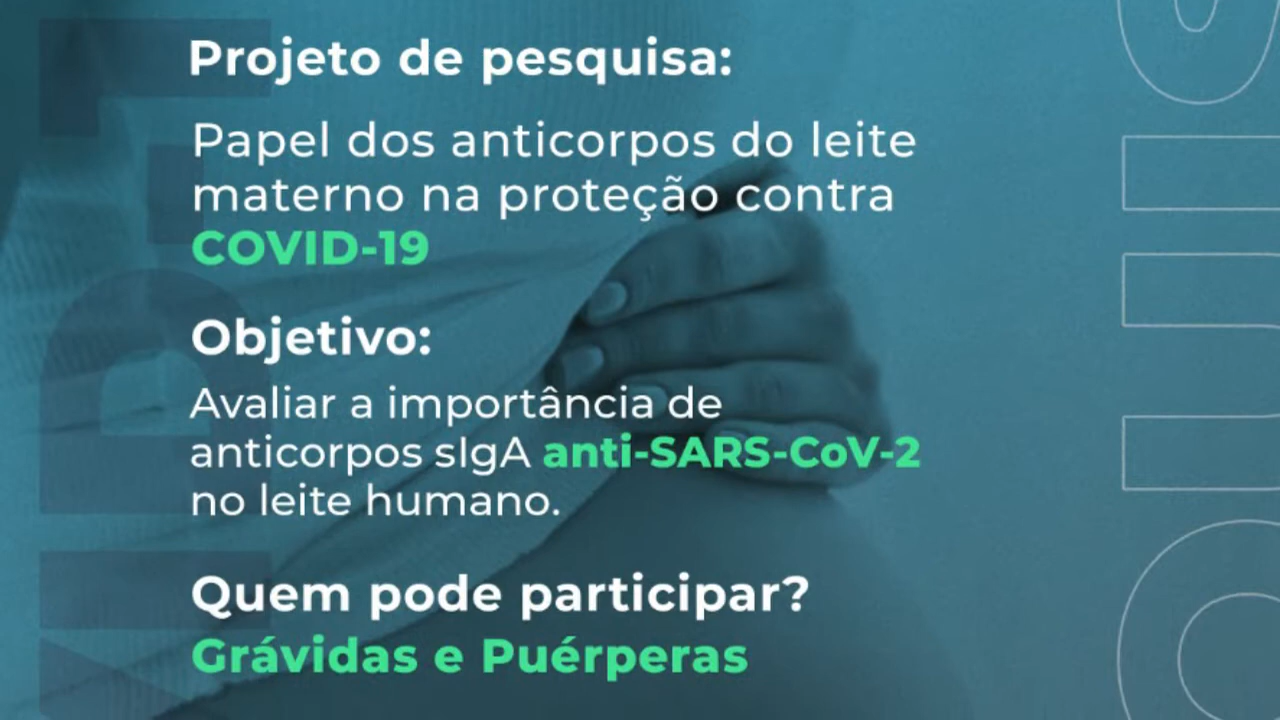 Projeto de pesquisa:
Papel dos anticorpos do leite
materno na proteção contra
COVID-19
Objetivo:
Avaliar a importância de
anticorpos sIgA anti-SARS-CoV-2
no leite humano.
Quem pode participar?
Grávidas e Puérperas